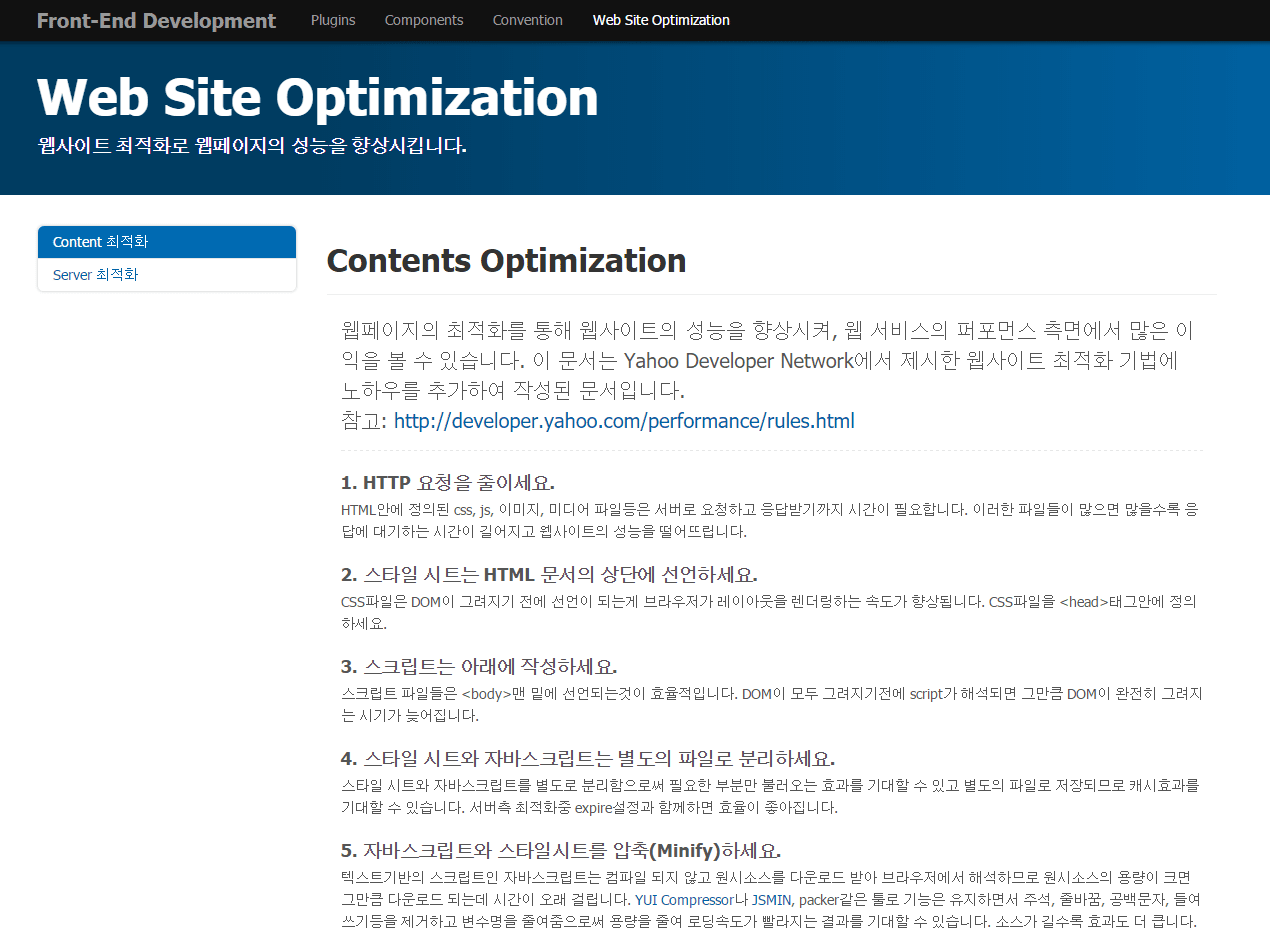 Front-End Development Plugins Components Convention Web Site Optimization
Web Site Optimization
웹사이트 최적화로 웹페이지의 성능을 향상시킵니다.
Content 최적화
Server 최적화
Contents Optimization
웹페이지의 최적화를 통해 웹사이트의 성능을 향상시켜, 웹 서비스의 퍼포먼스 측면에서 많은 이
익을 볼 수 있습니다. 이 문서는 Yahoo Developer Network에서 제시한 웹사이트 최적화 기법에
노하우를 추가하여 작성된 문서입니다.
참고: http://developer.yahoo.com/performance/rules.html
1. HTTP 요청을 줄이세요.
HTML안에 정의된 css, js, 이미지, 미디어 파일등은 서버로 요청하고 응답받기까지 시간이 필요합니다. 이러한 파일들이 많으면 많을수록 응
답에 대기하는 시간이 길어지고 웹사이트의 성능을 떨어뜨립니다.
2. 스타일 시트는 HTML 문서의 상단에 선언하세요.
CSS파일은 DOM이 그려지기 전에 선언이 되는게 브라우저가 레이아웃을 렌더링하는 속도가 향상됩니다. CSS파일을 <head>태그안에 정의
하세요.
3. 스크립트는 아래에 작성하세요.
스크립트 파일들은 <body>맨 밑에 선언되는것이 효율적입니다. DOM이 모두 그려지기전에 script가 해석되면 그만큼 DOM이 완전히 그려지
는 시기가 늦어집니다.
4. 스타일 시트와 자바스크립트는 별도의 파일로 분리하세요.
스타일 시트와 자바스크립트를 별도로 분리함으로써 필요한 부분만 불러오는 효과를 기대할 수 있고 별도의 파일로 저장되므로 캐시효과를
기대할 수 있습니다. 서버측 최적화중 expire설정과 함께하면 효율이 좋아집니다.
5. 자바스크립트와 스타일시트를 압축(Minify)하세요.
텍스트기반의 스크립트인 자바스크립트는 컴파일 되지 않고 원시소스를 다운로드 받아 브라우저에서 해석하므로 원시소스의 용량이 크면
그만큼 다운로드 되는데 시간이 오래 걸립니다. YUI Compressor나 JSMIN, packer같은 툴로 기능은 유지하면서 주석, 줄바꿈, 공백문자, 들여
쓰기등을 제거하고 변수명을 줄여줌으로써 용량을 줄여 로딩속도가 빨라지는 결과를 기대할 수 있습니다. 소스가 길수록 효과도 더 큽니다.